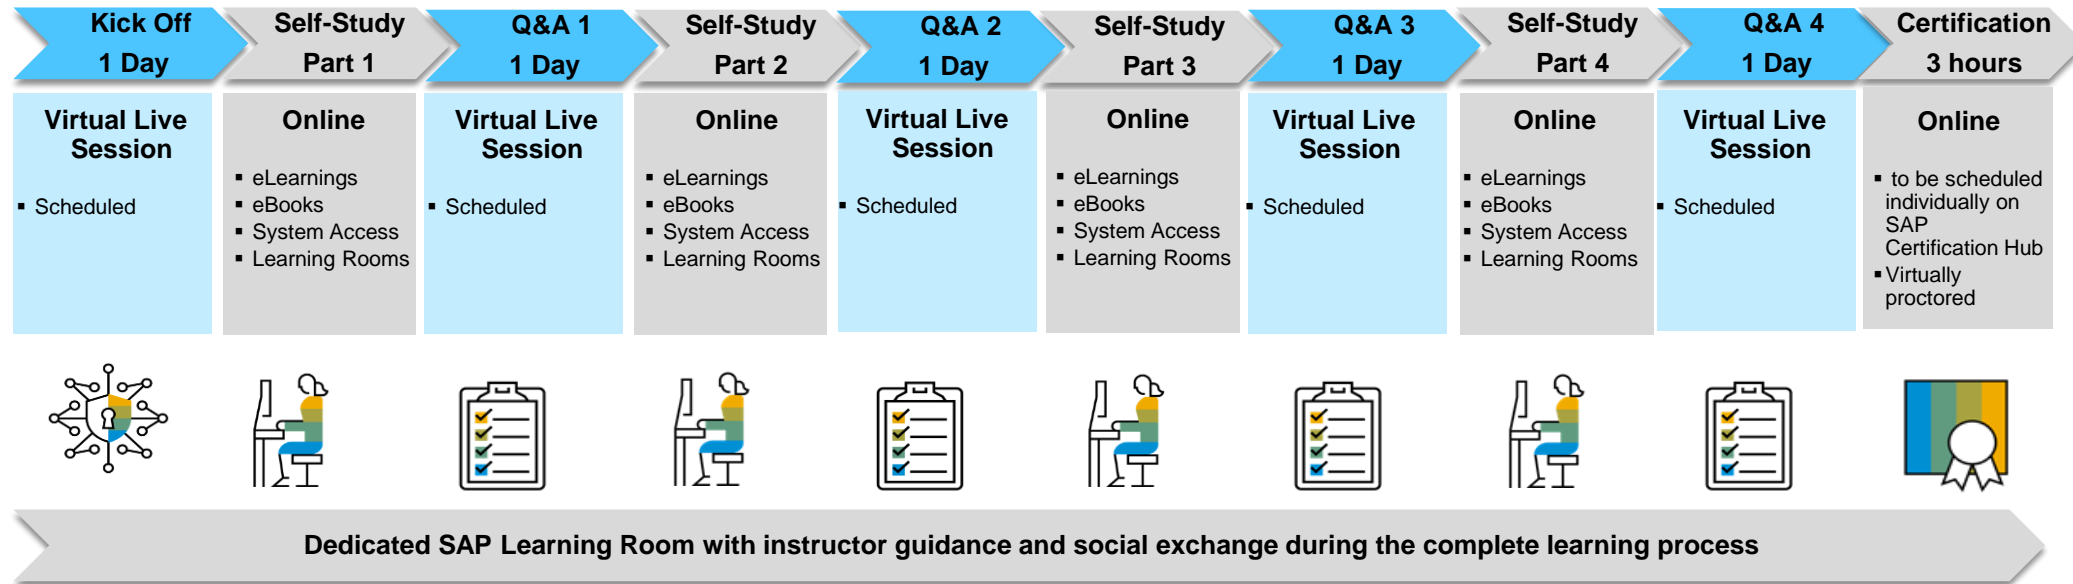 Kick Off
1 Day
Self-Study
Part 1
Q&A 1
1 Day
Self-Study
Part 2
Q&A 2
1 Day
Self-Study
Part 3
Q&A 3
1 Day
Self-Study
Part 4
Q&A 4
1 Day
Certification
3 hours
Virtual Live
Session
▪ Scheduled
Online
▪ eLearnings
▪ eBooks
▪ System Access
▪ Learning Rooms
Virtual Live
Session
▪ Scheduled
Online
▪ eLearnings
▪ eBooks
▪ System Access
▪ Learning Rooms
Virtual Live
Session
▪ Scheduled
Online
▪ eLearnings
▪ eBooks
▪ System Access
▪ Learning Rooms
Virtual Live
Session
▪ Scheduled
Online
▪ eLearnings
▪ eBooks
▪ System Access
▪ Learning Rooms
Virtual Live
Session
▪ Scheduled
Online
▪ to be scheduled
individually on
SAP
Certification Hub
▪ Virtually
proctored
Dedicated SAP Learning Room with instructor guidance and social exchange during the complete learning process